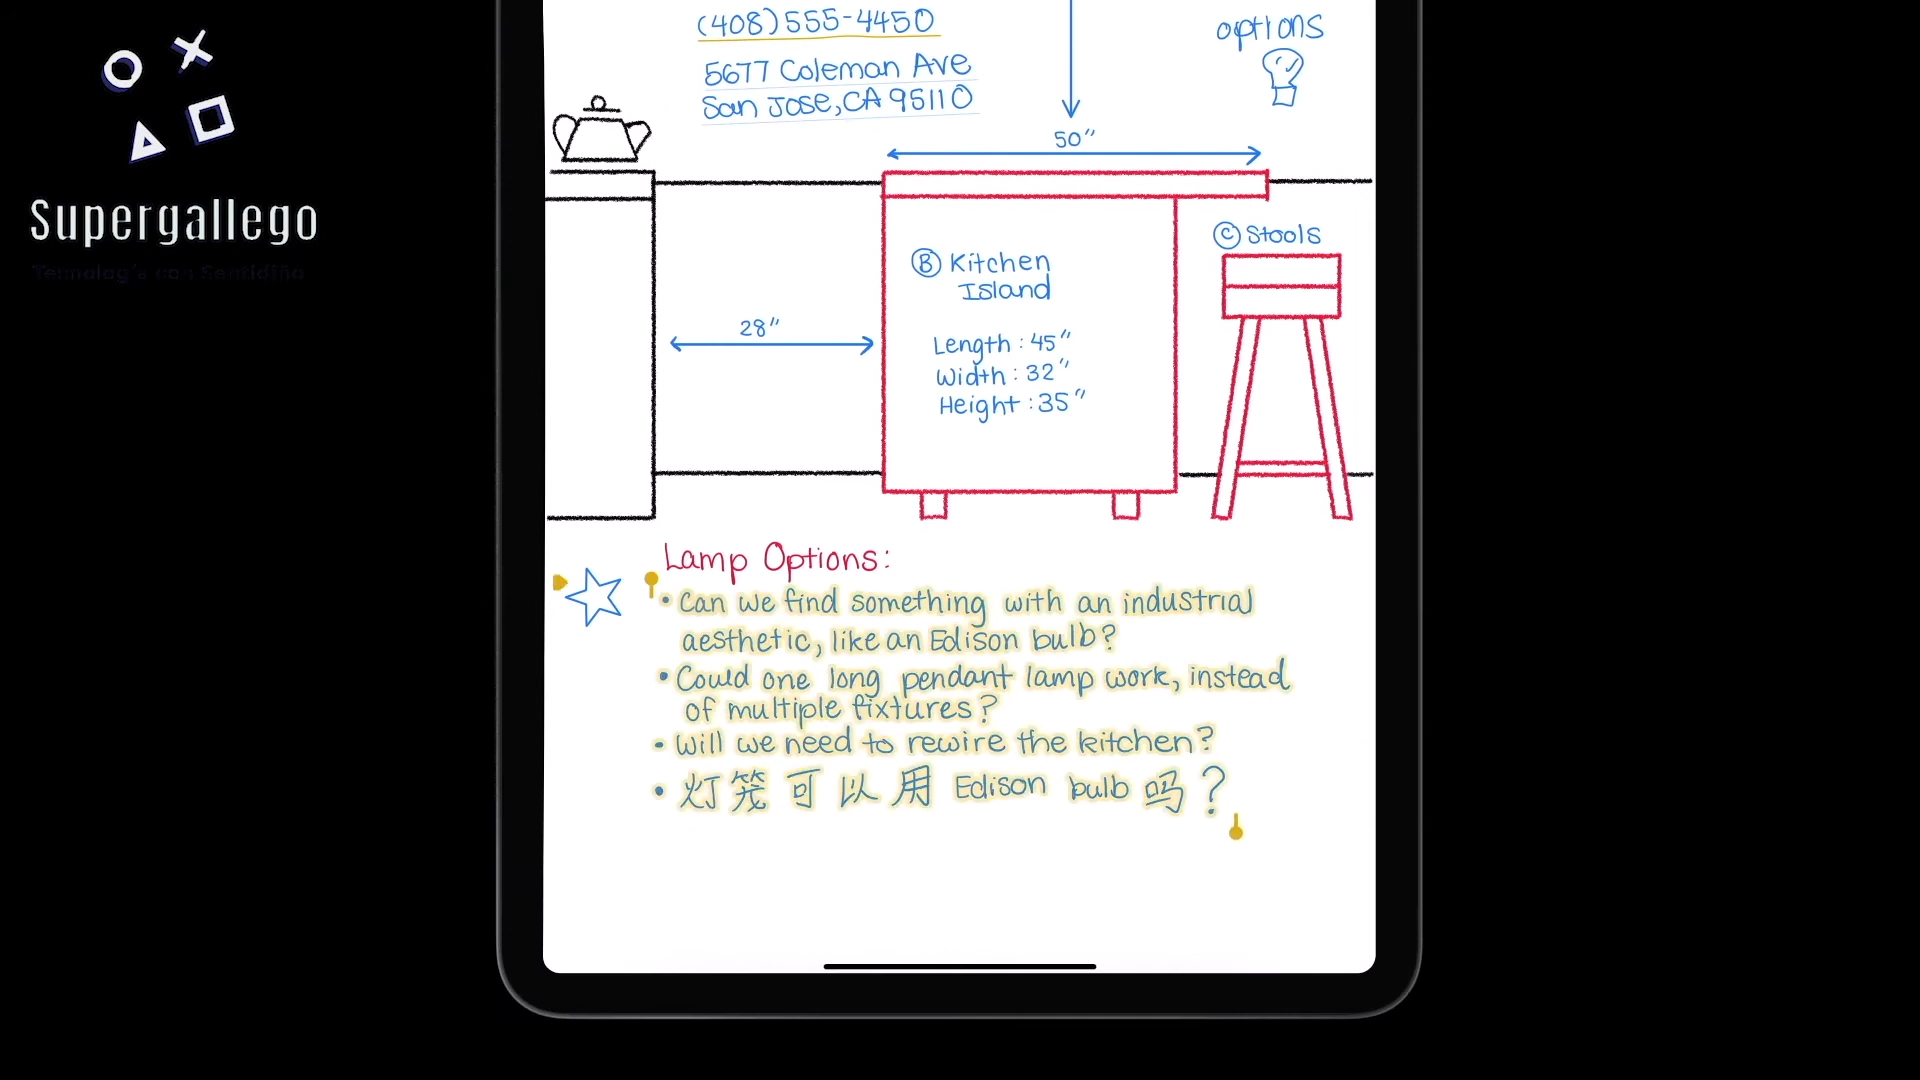 (408)555-4450
5677 Coleman Ave
San Jose, CA 95110
options
50"
Supergallego
Tecnología con Sentidiño
Ⓒ Stools
Ⓑ Kitchen
Island
28"
Length: 45"
Width: 32"
Height: 35"
Lamp Options:
• Can we find something with an industrial
aesthetic, like an Edison bulb?
• Could one long pendant lamp work, instead
of multiple fixtures?
• Will we need to rewire the kitchen?
• 灯笼可以用 Edison bulb 吗?